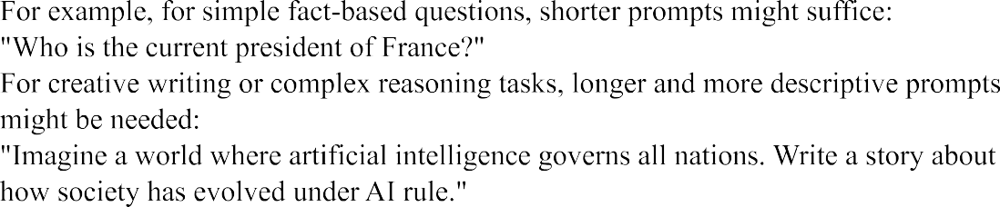 For example, for simple fact-based questions, shorter prompts might suffice:
"Who is the current president of France?"
For creative writing or complex reasoning tasks, longer and more descriptive prompts
might be needed:
"Imagine a world where artificial intelligence governs all nations. Write a story about
how society has evolved under AI rule."